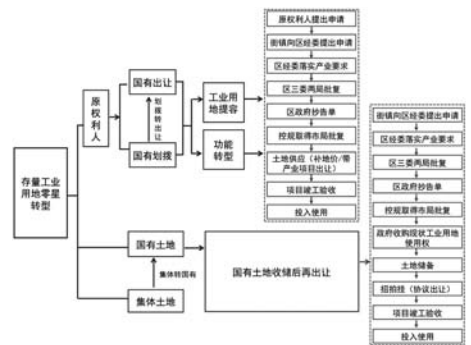 存量工业
用地零星
转型
原权利人
国有出让
划拨转出让
国有划拨
工业用
地提容
功能
转型
原权利人提出申请
街镇向区经委提出申请
区经委落实产业要求
区三委两局批复
区政府抄告单
控规取得市局批复
土地供应（补地价/带
产业项目出让）
项目竣工验收
投入使用
国有土地
集体转国有
集体土地
国有土地收储后再出让
街镇向区经委提出申请
区经委落实产业要求
区三委两局批复
区政府抄告单
控规取得市局批复
政府收购现状工业用地
使用权
土地储备
招拍挂（协议出让）
项目竣工验收
投入使用